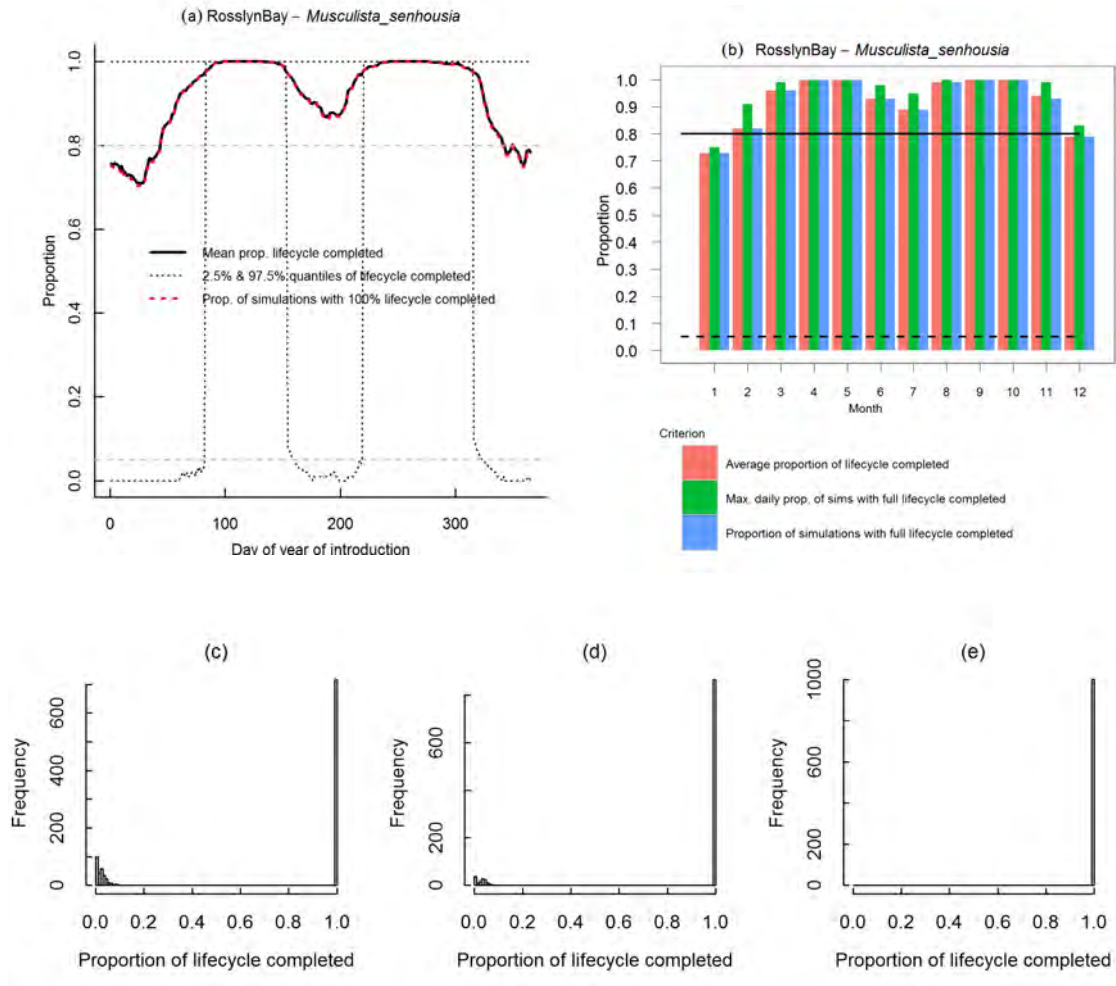 (a) RosslynBay – Musculista_senhousia
Proportion
1.0
0.8
0.6
0.4
0.2
0.0
Mean prop. lifecycle completed
2.5% & 97.5% quantiles of lifecycle completed
Prop. of simulations with 100% lifecycle completed
0 100 200 300
Day of year of introduction
(b) RosslynBay – Musculista_senhousia
Proportion
1.0
0.9
0.8
0.7
0.6
0.5
0.4
0.3
0.2
0.1
0.0
1 2 3 4 5 6 7 8 9 10 11 12
Month
Criterion
Average proportion of lifecycle completed
Max. daily prop. of sims with full lifecycle completed
Proportion of simulations with full lifecycle completed
(c)
Frequency
600
400
200
0
0.0 0.2 0.4 0.6 0.8 1.0
Proportion of lifecycle completed
(d)
Frequency
600
200
0
0.0 0.2 0.4 0.6 0.8 1.0
Proportion of lifecycle completed
(e)
Frequency
1000
600
200
0
0.0 0.2 0.4 0.6 0.8 1.0
Proportion of lifecycle completed